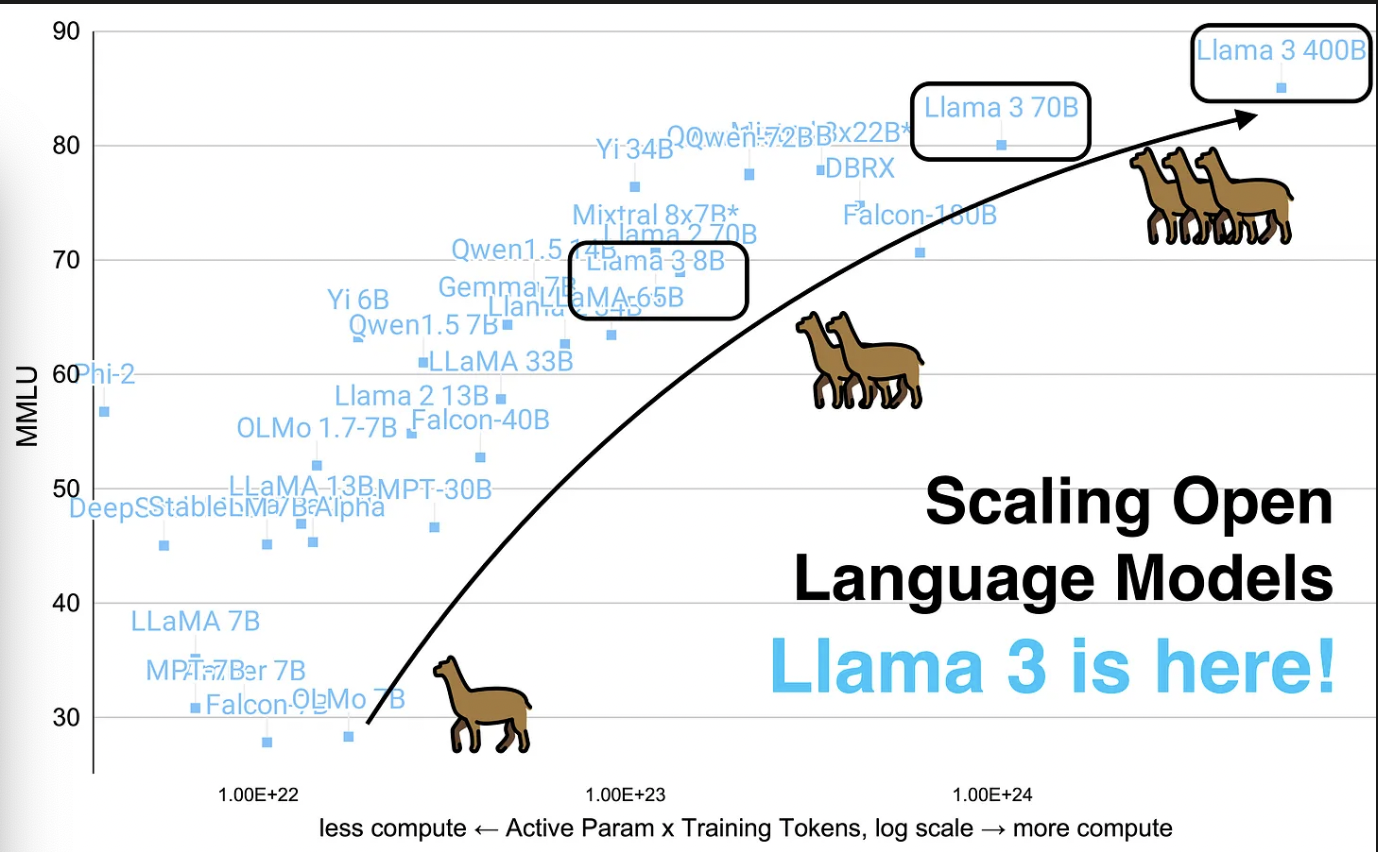 90
Llama 3 400B
Llama 3 70B
80
Yi 34B
Qwen-72B
8x22B*
DBRX
Mixtral 8x7B*
Falcon-180B
Llama 2 70B
70
Qwen1.5 14B
Llama 3 8B
Gemma 7B
LLaMA-65B
Yi 6B
Qwen1.5 7B
LLaMA 33B
60
Phi-2
MMLU
Llama 2 13B
Falcon-40B
OLMo 1.7-7B
50
LLaMA 13B
MPT-30B
Alpha
Scaling Open
Language Models
Llama 3 is here!
40
LLaMA 7B
MPT-7B
7B
OLMo 7B
30
1.00E+22
1.00E+23
1.00E+24
less compute ← Active Param x Training Tokens, log scale → more compute